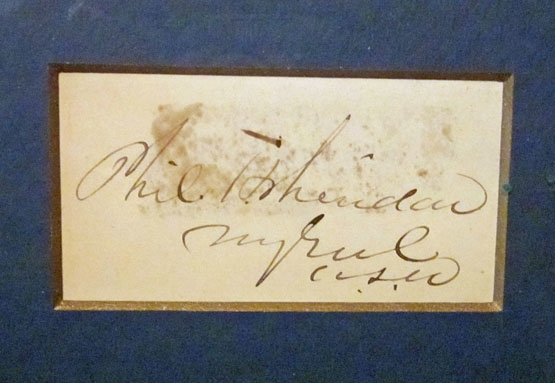 Phil. H. Sheridan
Maj Genl
U.S.A